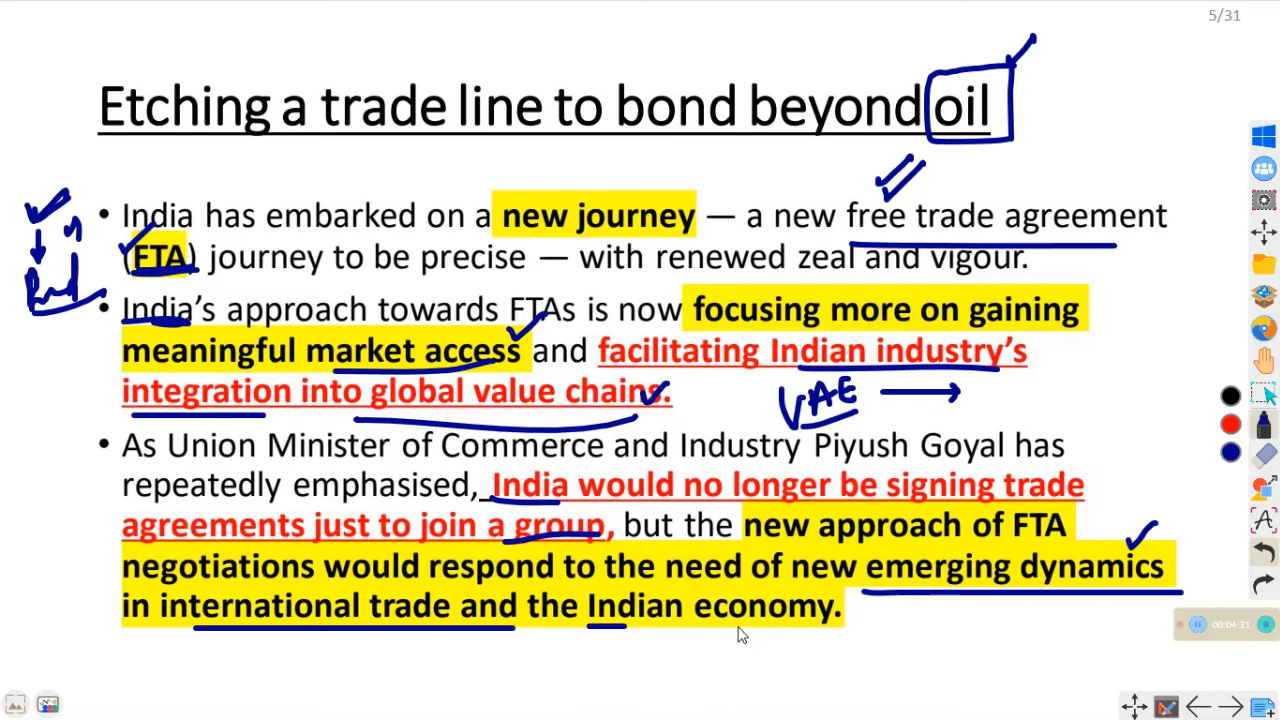 5/31
Etching a trade line to bond beyond oil
• India has embarked on a new journey — a new free trade agreement
(FTA) journey to be precise — with renewed zeal and vigour.
• India's approach towards FTAs is now focusing more on gaining
meaningful market access and facilitating Indian industry's
integration into global value chains.
UAE
• As Union Minister of Commerce and Industry Piyush Goyal has
repeatedly emphasised, India would no longer be signing trade
agreements just to join a group, but the new approach of FTA
negotiations would respond to the need of new emerging dynamics
in international trade and the Indian economy.
00:04:31